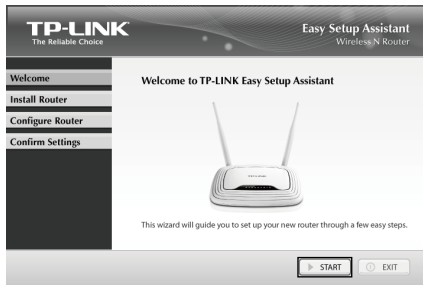 TP-LINK
The Reliable Choice
Easy Setup Assistant
Wireless N Router
Welcome
Install Router
Configure Router
Confirm Settings
Welcome to TP-LINK Easy Setup Assistant
TP-LINK
This wizard will guide you to set up your new router through a few easy steps.
START
EXIT